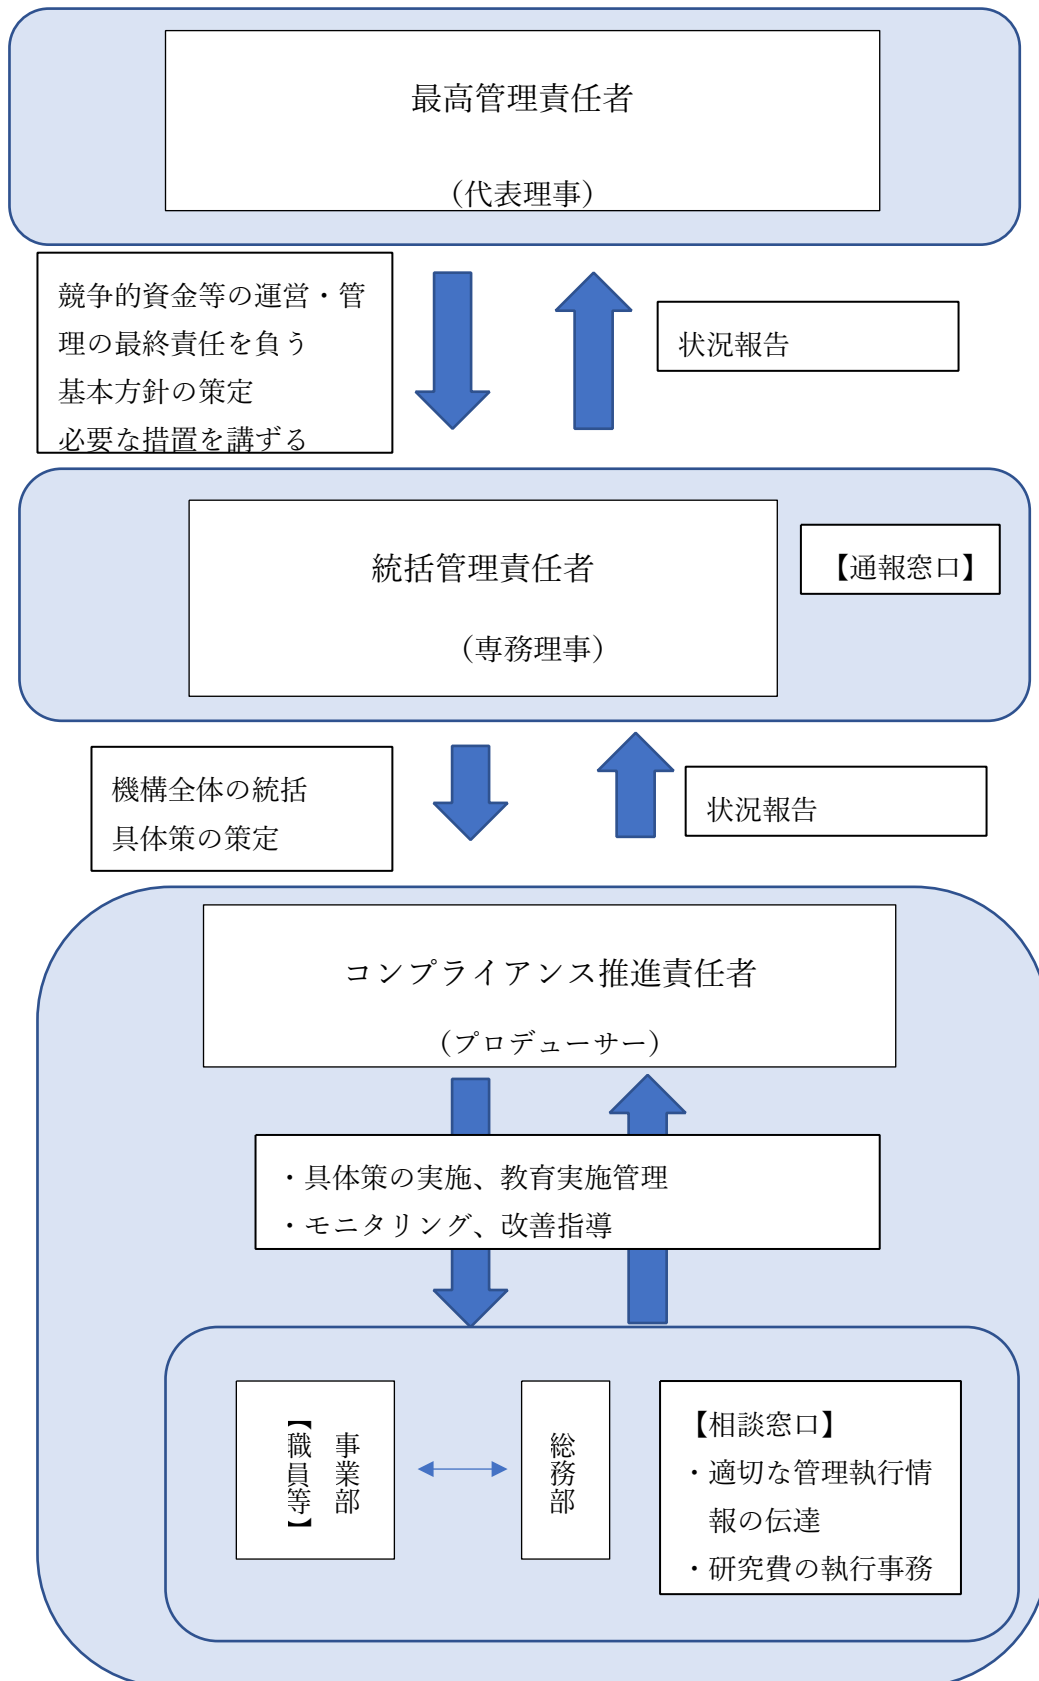 最高管理責任者
（代表理事）
競争的資金等の運営・管
理の最終責任を負う
基本方針の策定
必要な措置を講ずる
状況報告
統括管理責任者
（専務理事）
【通報窓口】
機構全体の統括
具体策の策定
状況報告
コンプライアンス推進責任者
（プロデューサー）
・具体策の実施、教育実施管理
・モニタリング、改善指導
事業部
【職員等】
総務部
【相談窓口】
・適切な管理執行情
報の伝達
・研究費の執行事務